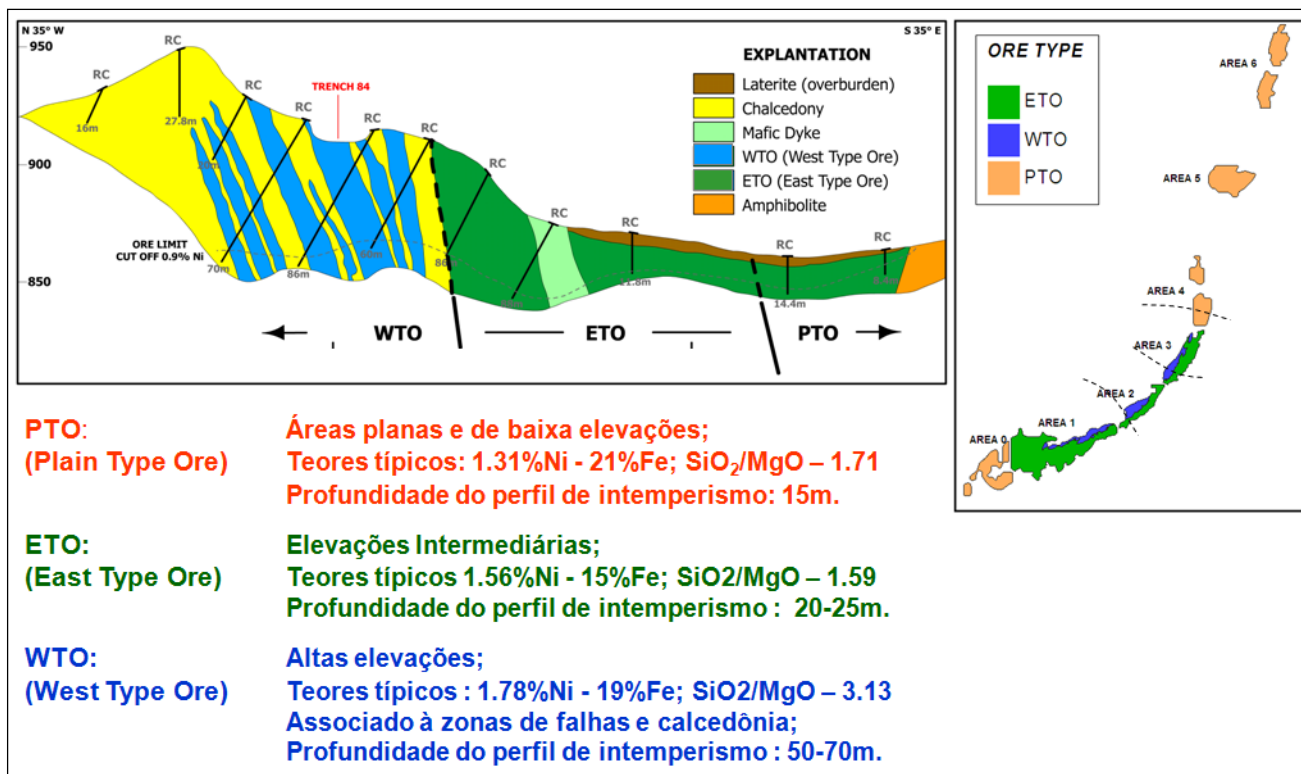 N 35° W
S 35° E
950
900
850
RC
RC
RC
RC
RC
RC
RC
RC
RC
RC
RC
TRENCH 84
16m
27.8m
70m
86m
60m
86m
14.4m
ORE LIMIT
CUT OFF 0.9% Ni
EXPLANTATION
Laterite (overburden)
Chalcedony
Mafic Dyke
WTO (West Type Ore)
ETO (East Type Ore)
Amphibolite
WTO
ETO
PTO
ORE TYPE
ETO
WTO
PTO
AREA 6
AREA 5
AREA 4
AREA 3
AREA 2
AREA 1
AREA 0
PTO:
(Plain Type Ore)
Áreas planas e de baixa elevações;
Teores típicos: 1.31%Ni - 21%Fe; SiO₂/MgO – 1.71
Profundidade do perfil de intemperismo: 15m.
ETO:
(East Type Ore)
Elevações Intermediárias;
Teores típicos 1.56%Ni - 15%Fe; SiO2/MgO – 1.59
Profundidade do perfil de intemperismo : 20-25m.
WTO:
(West Type Ore)
Altas elevações;
Teores típicos : 1.78%Ni - 19%Fe; SiO2/MgO – 3.13
Associado à zonas de falhas e calcedônia;
Profundidade do perfil de intemperismo : 50-70m.